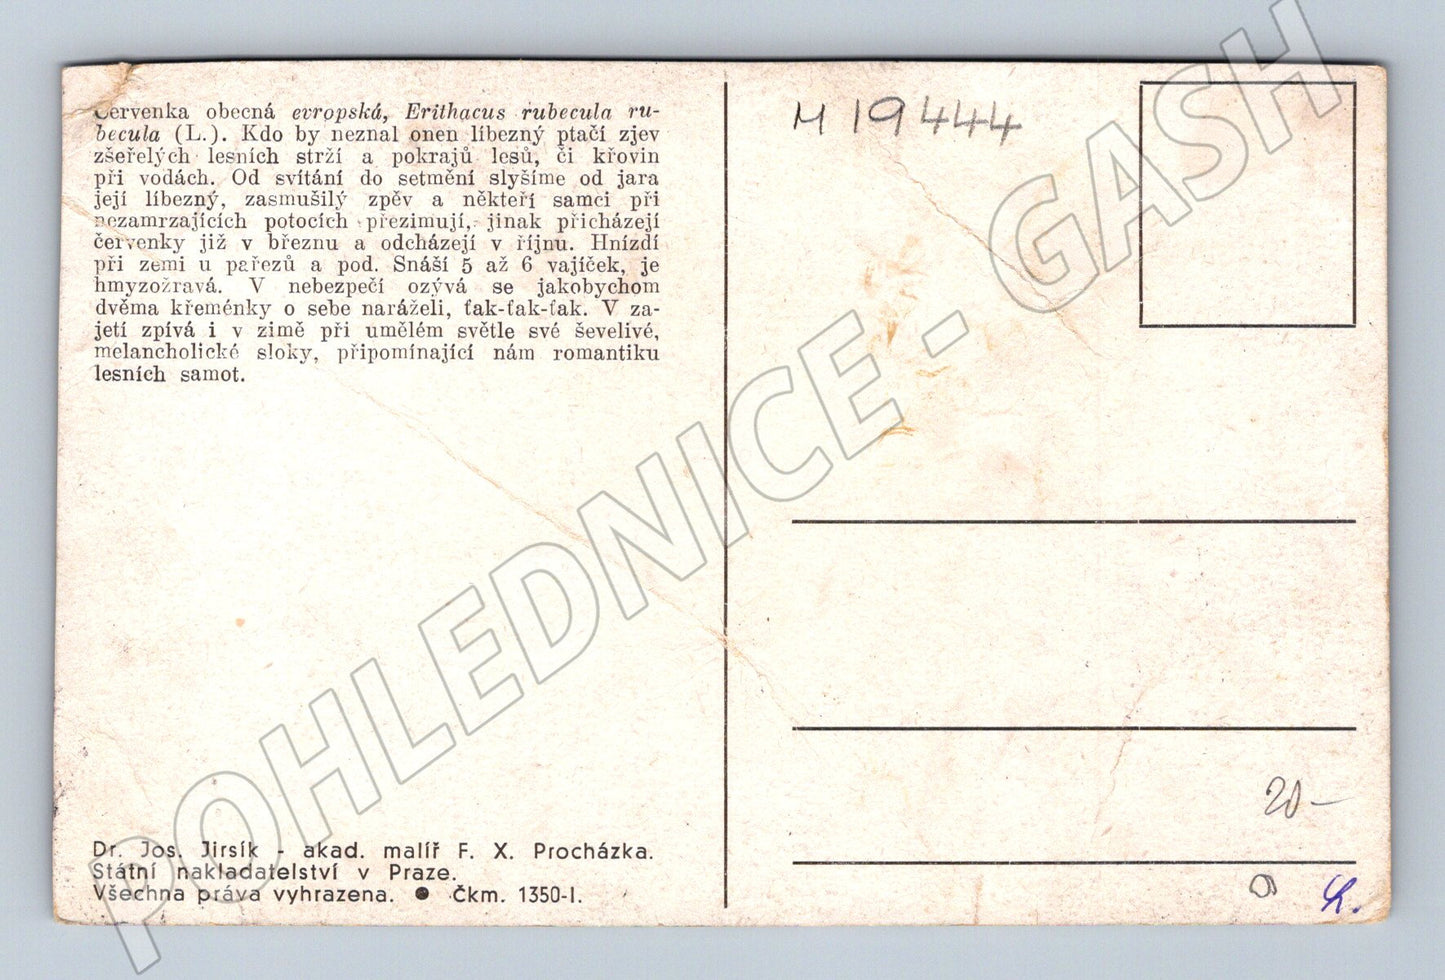 Červenka obecná evropská, Erithacus rubecula ru-
becula (L.). Kdo by neznal onen líbezný ptačí zjev
zšeřelých lesních strží a pokrajů lesů, či křovin
při vodách. Od svítání do setmění slyšíme od jara
její líbezný, zasmušilý zpěv a někteří samci při
nezamrzajících potocích přezimují, jinak přicházejí
červenky již v březnu a odcházejí v říjnu. Hnízdí
při zemi u pařezů a pod. Snáší 5 až 6 vajíček, je
hmyzožravá. V nebezpečí ozývá se jakobychom
dvěma křeménky o sebe naráželi, ťak-ťak-ťak. V za-
jetí zpívá i v zimě při umělém světle své ševelivé,
melancholické sloky, připomínající nám romantiku
lesních samot.
Dr. Jos. Jirsík - akad. malíř F. X. Procházka.
Státní nakladatelství v Praze.
Všechna práva vyhrazena. ● Čkm. 1350-I.
M 19444
20-
POHLEDNICE - GASH